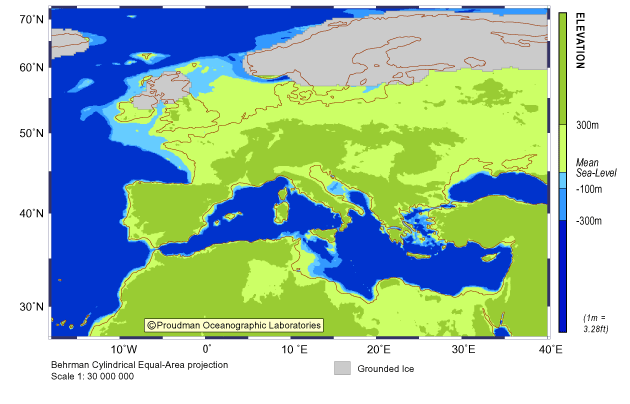 70°N
60°N
50°N
40°N
30°N
10°W
0°
10°E
20°E
30°E
40°E
ELEVATION
300m
Mean
Sea-Level
-100m
-300m
(1m =
3.28ft)
©Proudman Oceanographic Laboratories
Behrman Cylindrical Equal-Area projection
Scale 1: 30 000 000
Grounded Ice